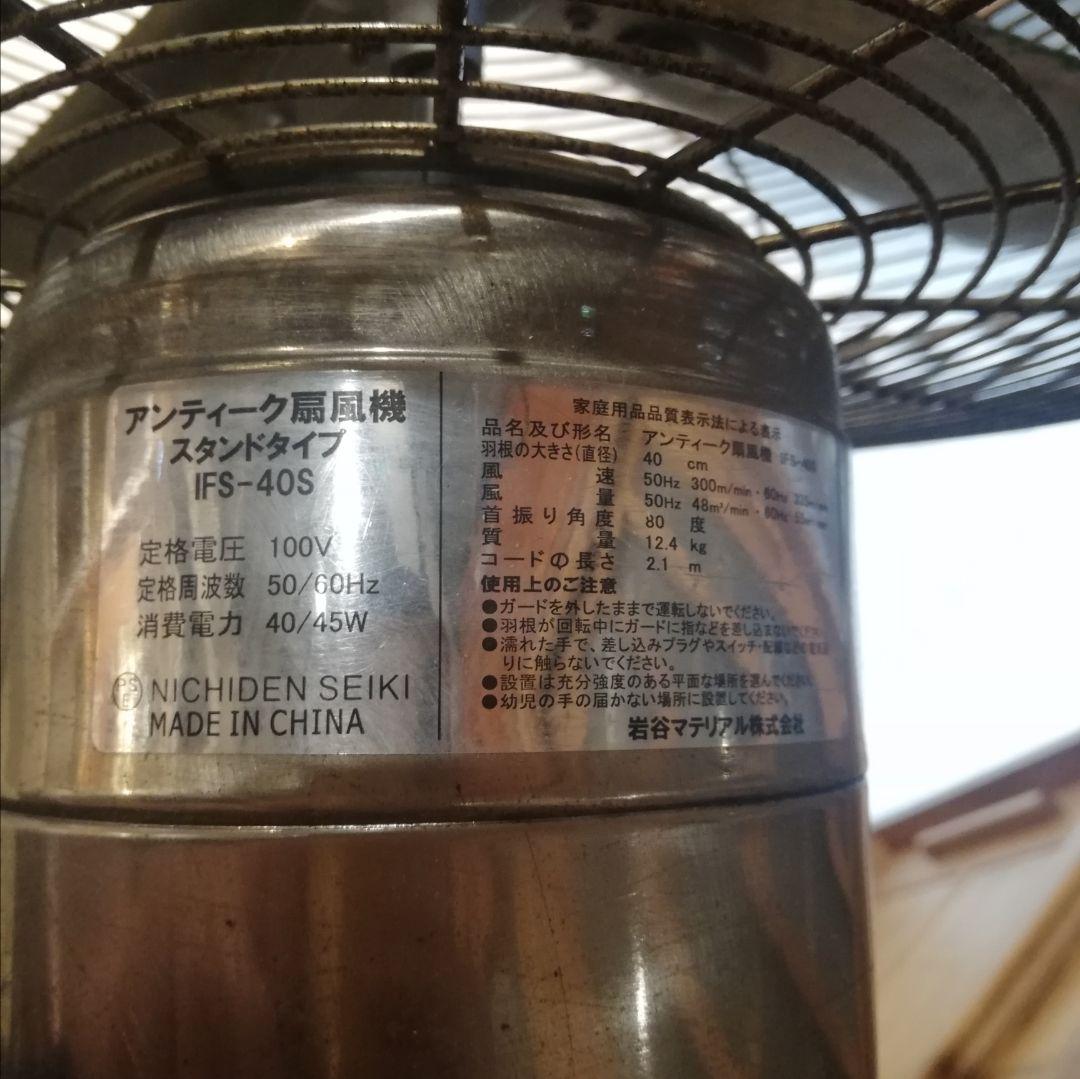 アンティーク扇風機
スタンドタイプ
IFS-40S
定格電圧 100V
定格周波数 50/60Hz
消費電力 40/45W
PS
E
NICHIDEN SEIKI
MADE IN CHINA
家庭用品品質表示法による表示
品名及び形名 アンティーク扇風機 IFS-40S
羽根の大きさ(直径) 40 cm
風速 50Hz 300m/min・60Hz
風量 50Hz 48m³/min・60Hz
首振り角度 80 度
質量 12.4 kg
コードの長さ 2.1 m
使用上のご注意
●ガードを外したままで運転しないでください。
●羽根が回転中にガードに指などを差し込まないでください
●濡れた手で、差し込みプラグやスイッチ・配線などの
りに触らないでください。
●設置は充分強度のある平面な場所を選んでください。
●幼児の手の届かない場所に設置してください。
岩谷マテリアル株式会社